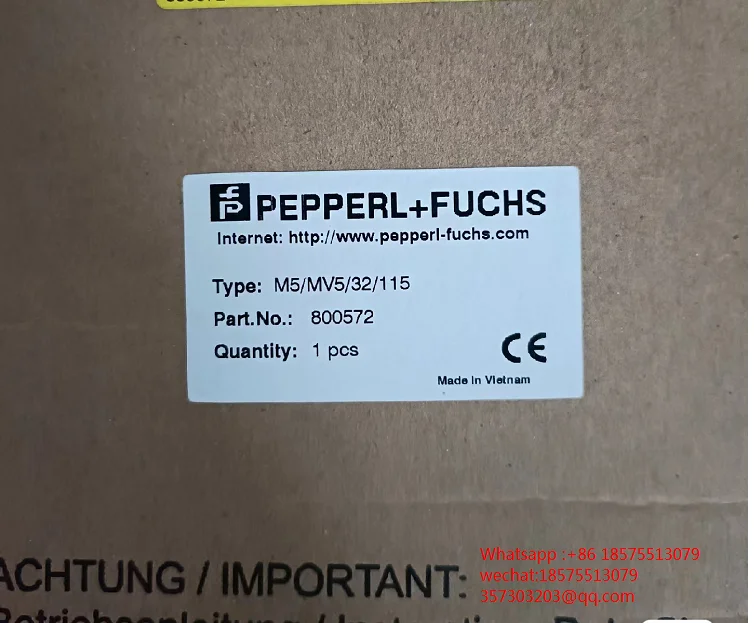 PEPPERL+FUCHS
Internet: http://www.pepperl-fuchs.com
Type: M5/MV5/32/115
Part.No.: 800572
Quantity: 1 pcs
CE
Made in Vietnam
ACHTUNG / IMPORTANT:
Whatsapp :+86 18575513079
wechat:18575513079
357303203@qq.com